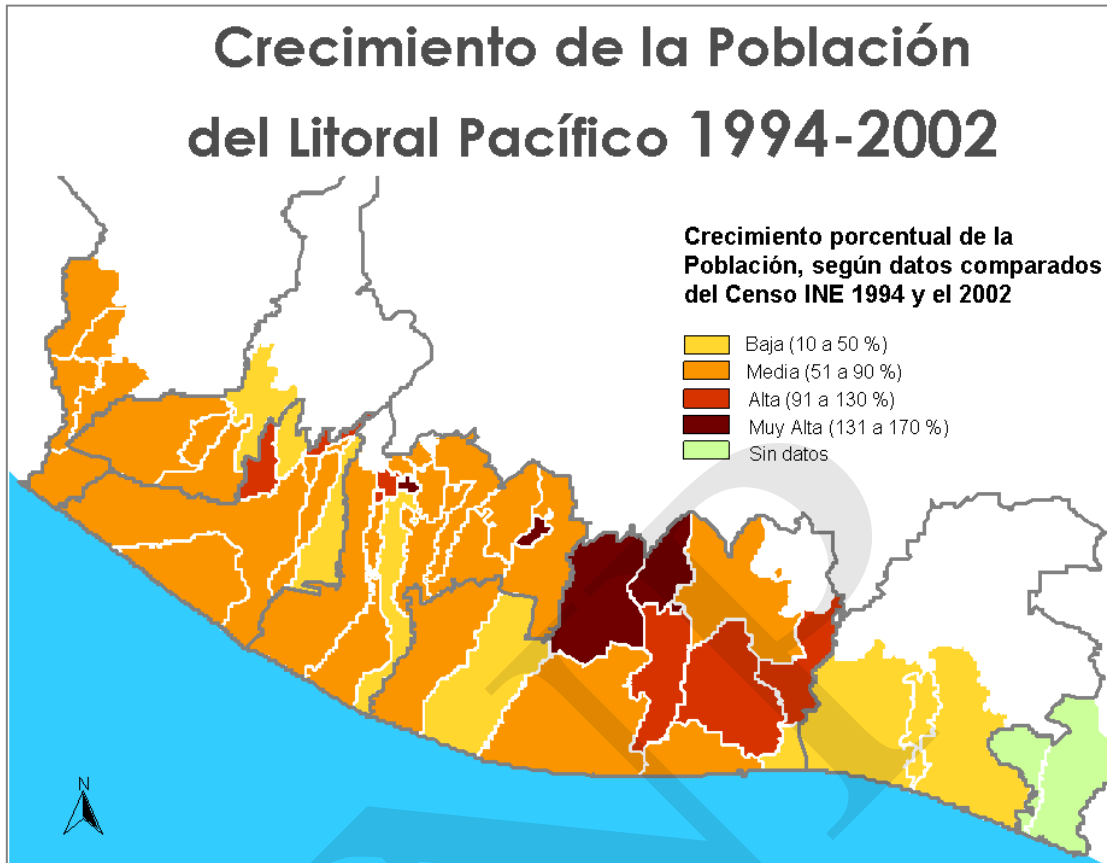 Crecimiento de la Población
del Litoral Pacífico 1994-2002
Crecimiento porcentual de la
Población, según datos comparados
del Censo INE 1994 y el 2002
Baja (10 a 50 %)
Media (51 a 90 %)
Alta (91 a 130 %)
Muy Alta (131 a 170 %)
Sin datos
N